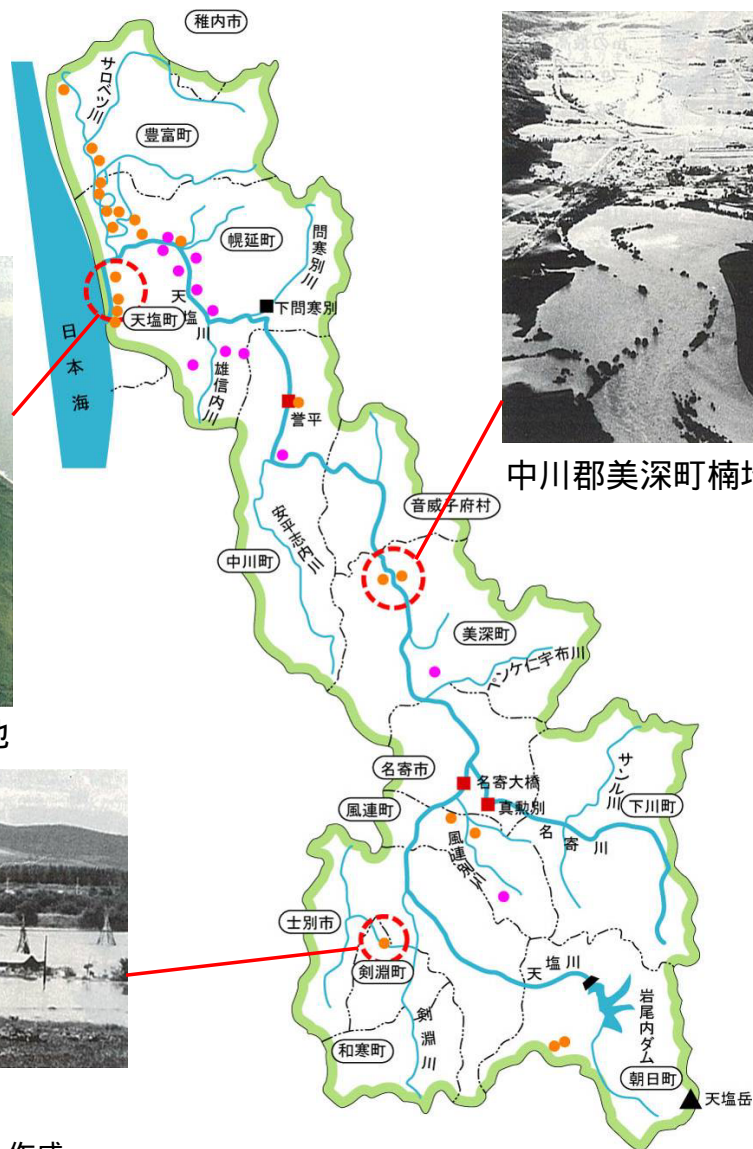 稚内市
サロベツ川
豊富町
幌延町
問寒別川
天塩川
下問寒別
天塩町
日本海
雄信内川
誉平
中川郡美深町楠
音威子府村
安平志内川
中川町
美深町
ペンケ仁宇布川
名寄市
名寄大橋
サンル川
真勲別
下川町
風連町
名寄川
風連別川
士別市
剣淵町
天塩川
岩尾内ダム
剣淵川
和寒町
朝日町
天塩岳